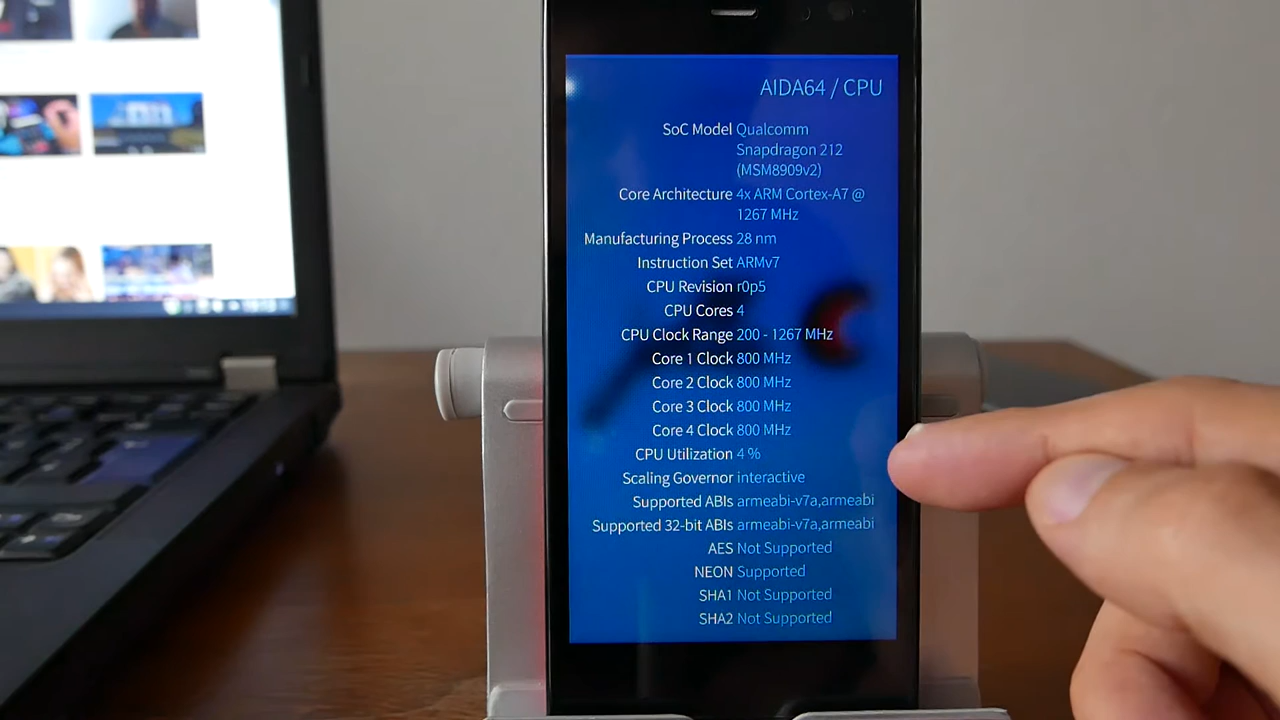 AIDA64 / CPU
SoC Model Qualcomm
Snapdragon 212
(MSM8909v2)
Core Architecture 4x ARM Cortex-A7 @
1267 MHz
Manufacturing Process 28 nm
Instruction Set ARMv7
CPU Revision r0p5
CPU Cores 4
CPU Clock Range 200 - 1267 MHz
Core 1 Clock 800 MHz
Core 2 Clock 800 MHz
Core 3 Clock 800 MHz
Core 4 Clock 800 MHz
CPU Utilization 4 %
Scaling Governor interactive
Supported ABIs armeabi-v7a,armeabi
Supported 32-bit ABIs armeabi-v7a,armeabi
AES Not Supported
NEON Supported
SHA1 Not Supported
SHA2 Not Supported